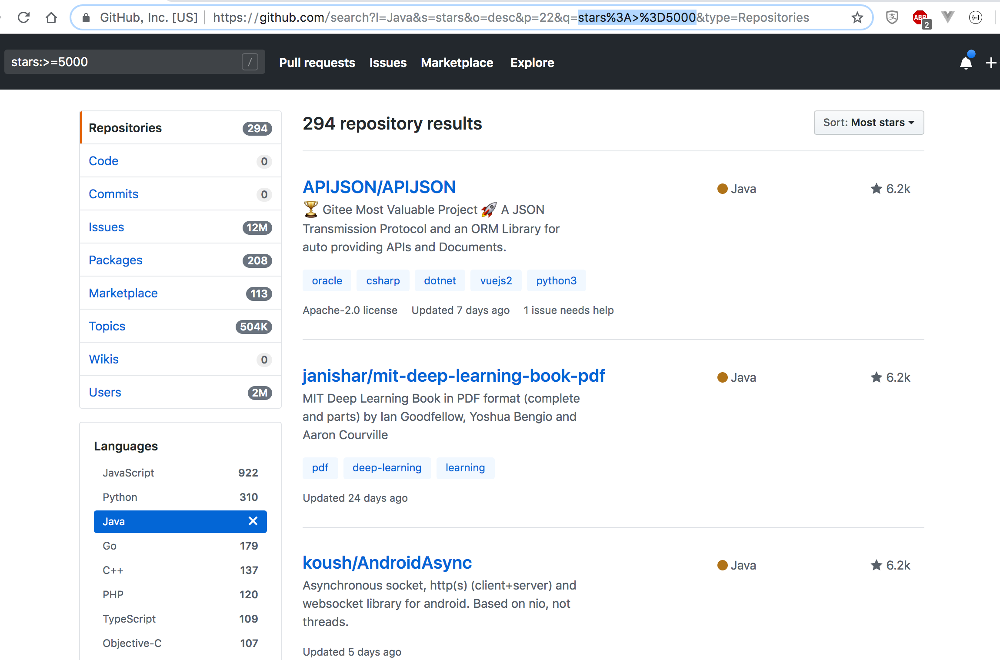 GitHub, Inc. [US] https://github.com/search?l=Java&s=stars&o=desc&p=22&q=stars%3A>%3D5000&type=Repositories
支
ABP
2
{···}
stars:>=5000
/
Pull requests Issues Marketplace Explore
Repositories 294
Code 0
Commits 0
Issues 12M
Packages 208
Marketplace 113
Topics 504K
Wikis 0
Users 2M
Languages
JavaScript 922
Python 310
Java
Go 179
C++ 137
PHP 120
TypeScript 109
Objective-C 107
294 repository results
Sort: Most stars
APIJSON/APIJSON
Java 6.2k
🏆 Gitee Most Valuable Project 🚀 A JSON
Transmission Protocol and an ORM Library for
auto providing APIs and Documents.
oracle csharp dotnet vuejs2 python3
Apache-2.0 license Updated 7 days ago 1 issue needs help
janishar/mit-deep-learning-book-pdf
Java 6.2k
MIT Deep Learning Book in PDF format (complete
and parts) by Ian Goodfellow, Yoshua Bengio and
Aaron Courville
pdf deep-learning learning
Updated 24 days ago
koush/AndroidAsync
Java 6.2k
Asynchronous socket, http(s) (client+server) and
websocket library for android. Based on nio, not
threads.
Updated 5 days ago